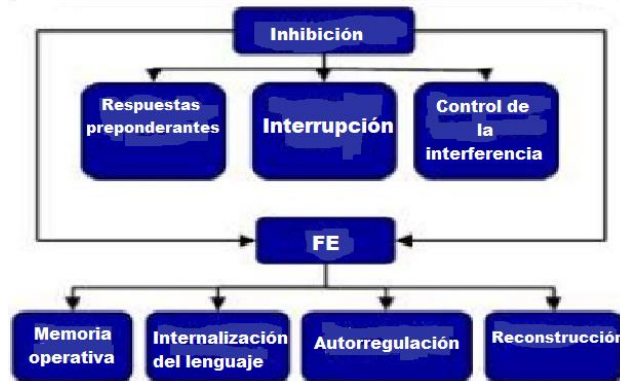 Inhibición
Respuestas
preponderantes
Interrupción
Control de
la
interferencia
FE
Memoria
operativa
Internalización
del lenguaje
Autorregulación
Reconstrucción